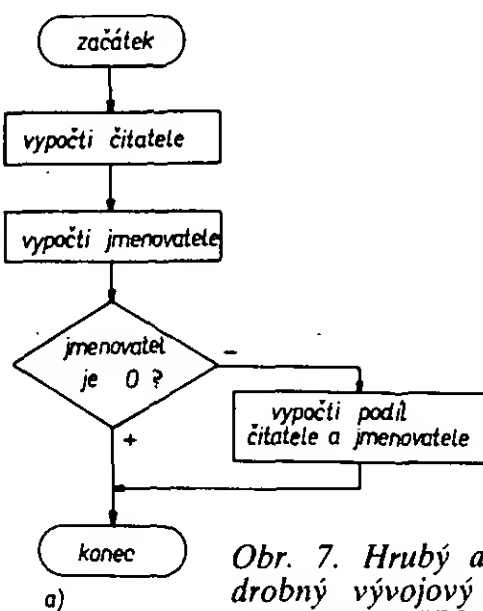 začátek
vypočti čitatele
vypočti jmenovatele
jmenovatel
je 0 ?
–
vypočti podíl
čitatele a jmenovatele
+
konec
a)
Obr. 7. Hrubý a
drobný vývojový